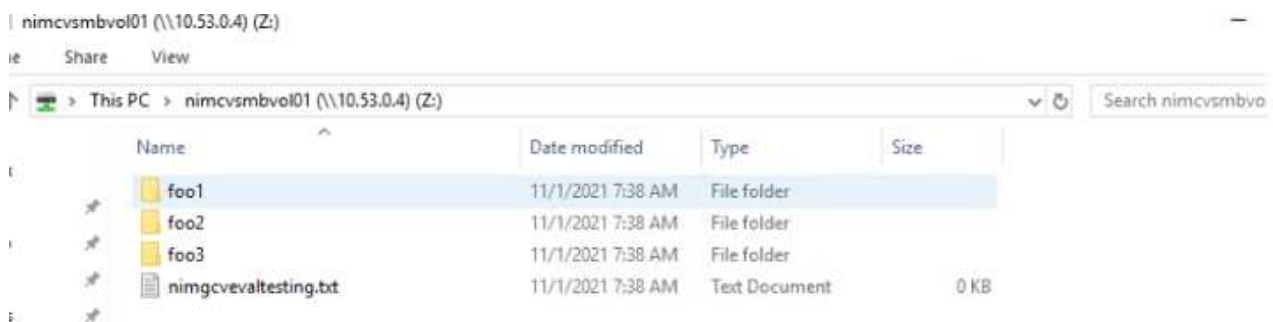 nimcvsmbvol01 (\\10.53.0.4) (Z:)
Share View
> This PC > nimcvsmbvol01 (\\10.53.0.4) (Z:) Search nimcvsmbvo
Name Date modified Type Size
foo1 11/1/2021 7:38 AM File folder
foo2 11/1/2021 7:38 AM File folder
foo3 11/1/2021 7:38 AM File folder
nimgcvevaltesting.txt 11/1/2021 7:38 AM Text Document 0 KB